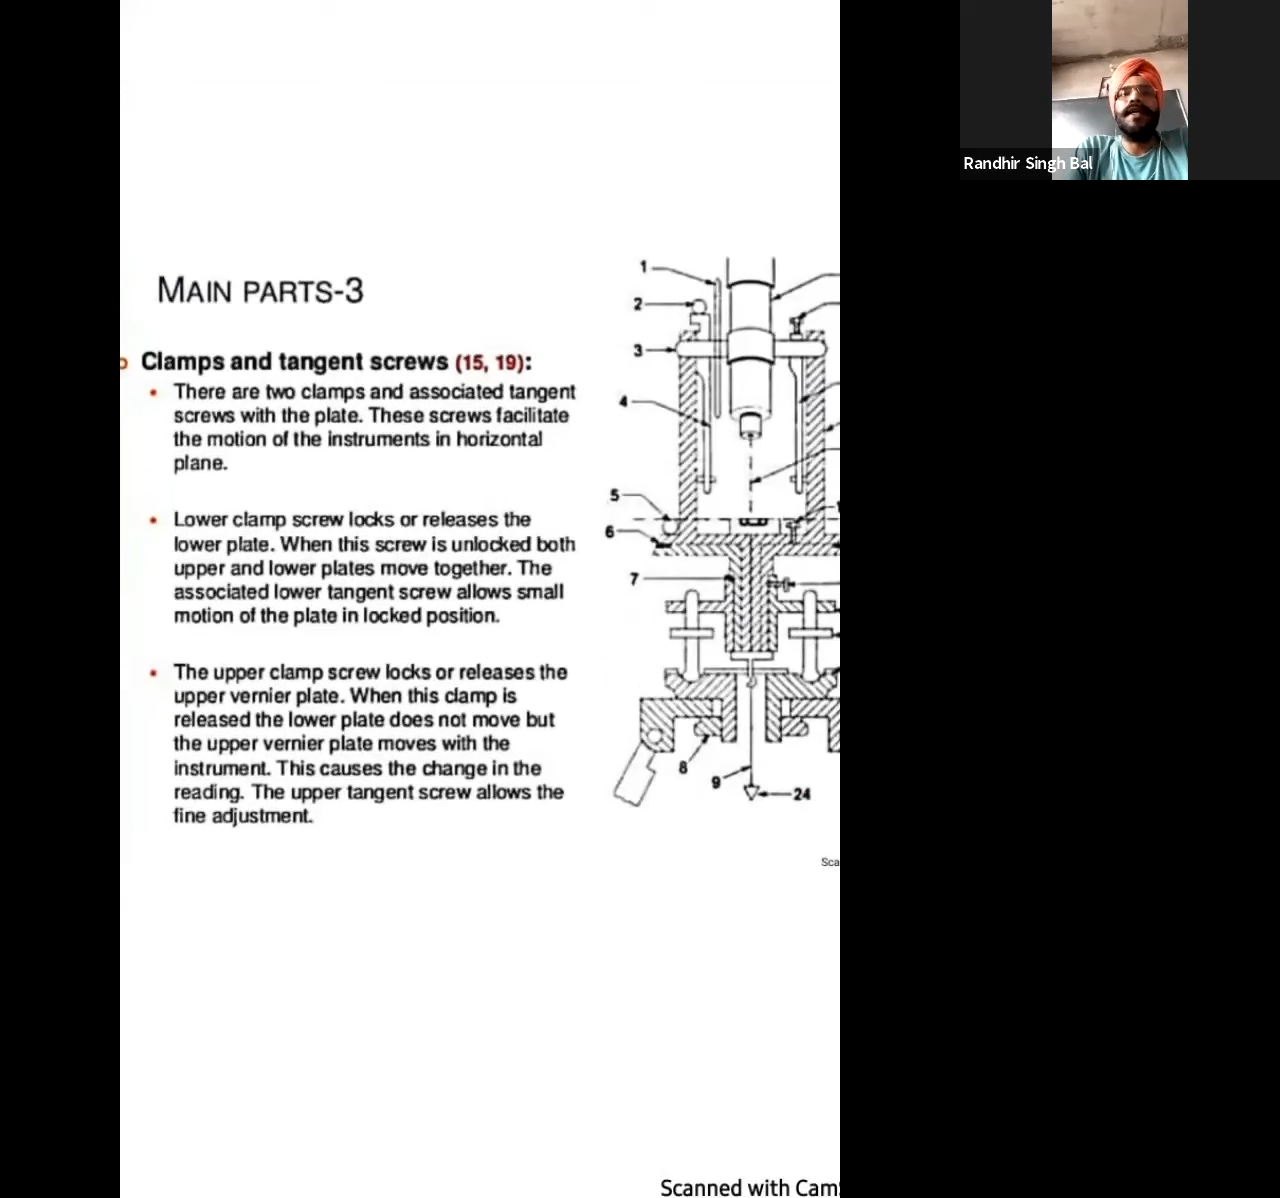 Randhir Singh Bal
MAIN PARTS-3
Clamps and tangent screws (15, 19):
• There are two clamps and associated tangent
screws with the plate. These screws facilitate
the motion of the instruments in horizontal
plane.
• Lower clamp screw locks or releases the
lower plate. When this screw is unlocked both
upper and lower plates move together. The
associated lower tangent screw allows small
motion of the plate in locked position.
• The upper clamp screw locks or releases the
upper vernier plate. When this clamp is
released the lower plate does not move but
the upper vernier plate moves with the
instrument. This causes the change in the
reading. The upper tangent screw allows the
fine adjustment.
1
2
3
4
5
6
7
8
9
24
Sca
Scanned with Cam